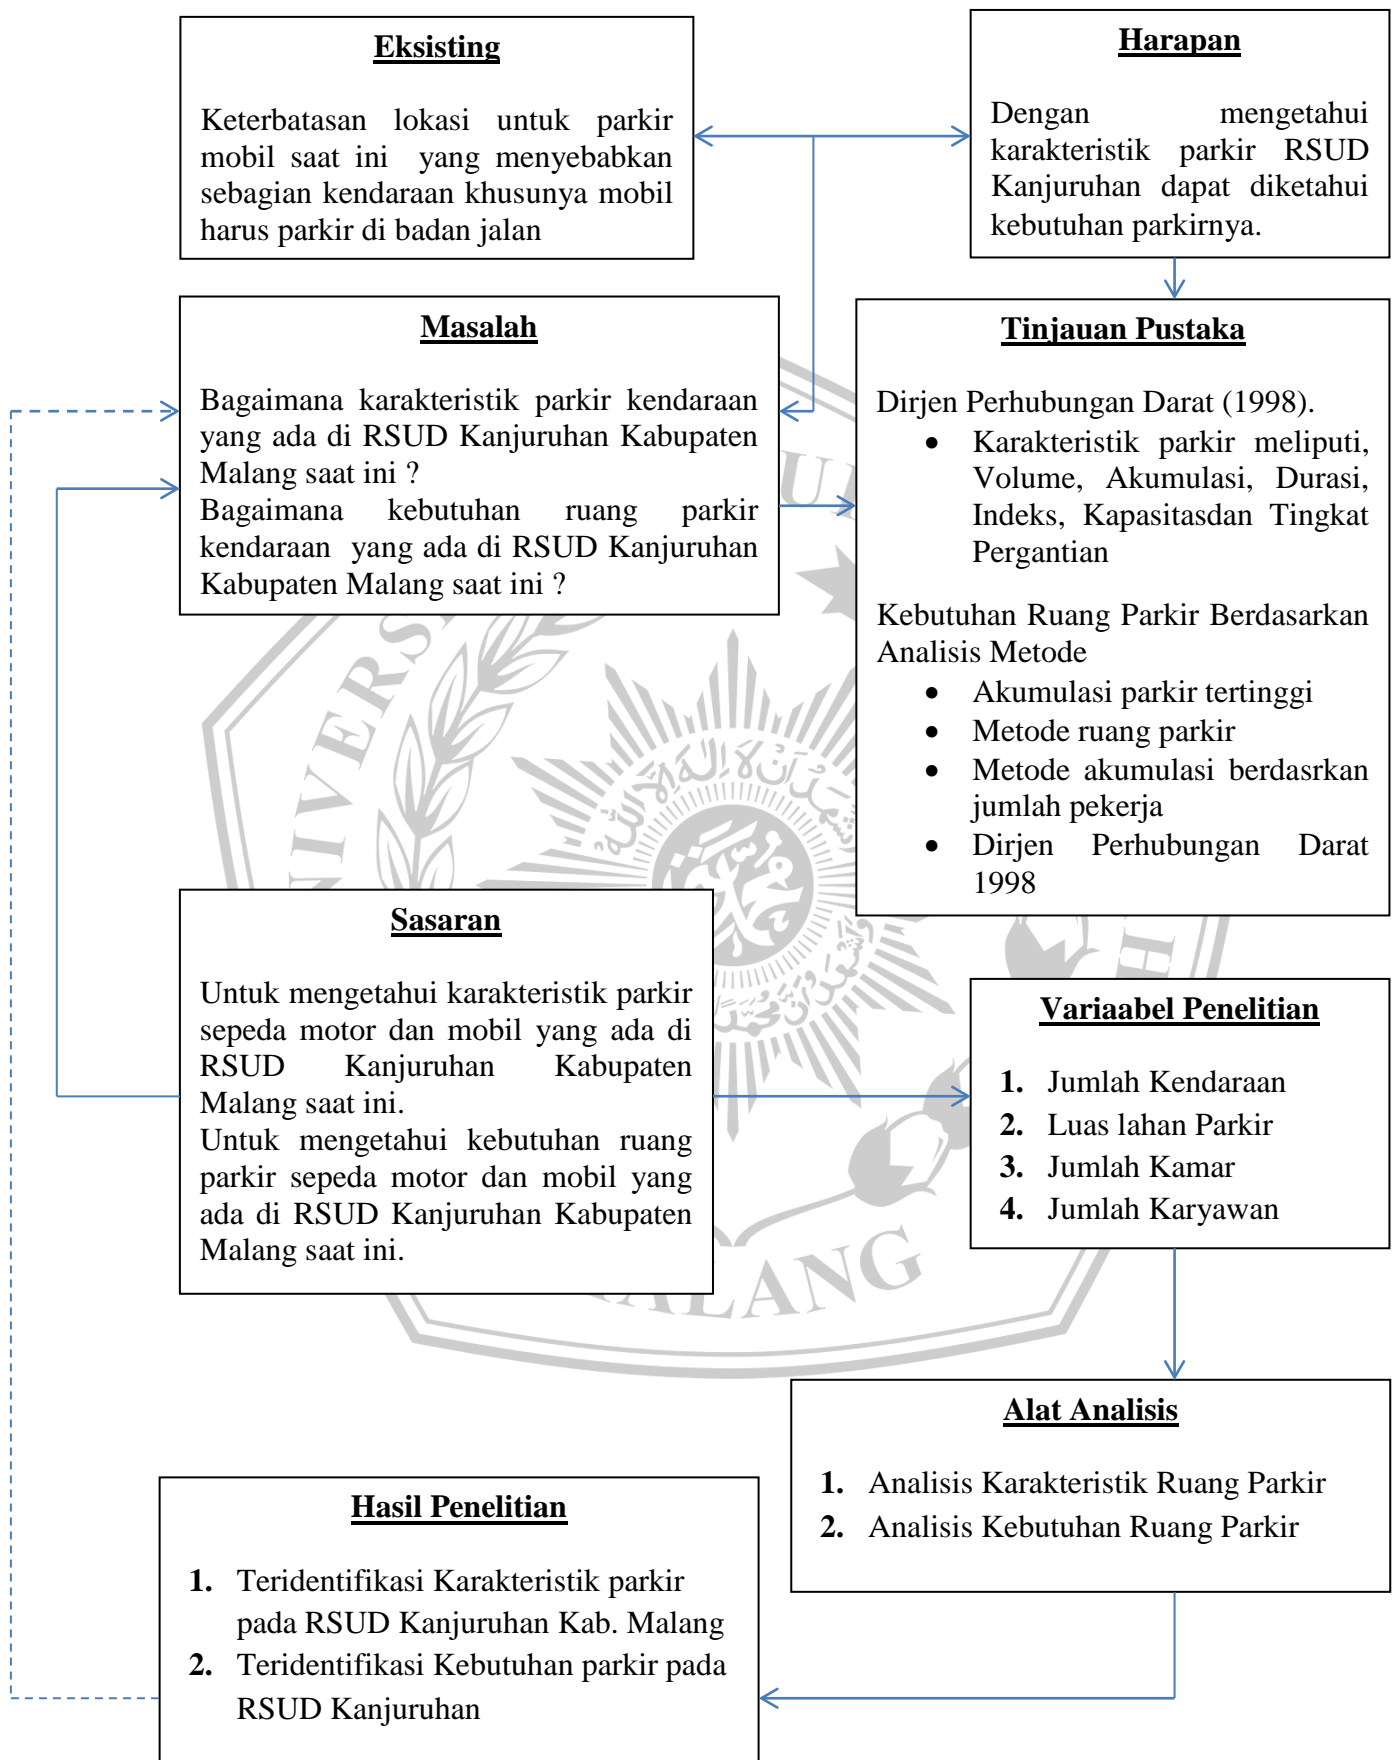 Eksisting
Keterbatasan lokasi untuk parkir
mobil saat ini yang menyebabkan
sebagian kendaraan khusunya mobil
harus parkir di badan jalan
Harapan
Dengan mengetahui
karakteristik parkir RSUD
Kanjuruhan dapat diketahui
kebutuhan parkirnya.
Masalah
Bagaimana karakteristik parkir kendaraan
yang ada di RSUD Kanjuruhan Kabupaten
Malang saat ini ?
Bagaimana kebutuhan ruang parkir
kendaraan yang ada di RSUD Kanjuruhan
Kabupaten Malang saat ini ?
Tinjauan Pustaka
Dirjen Perhubungan Darat (1998).
• Karakteristik parkir meliputi,
Volume, Akumulasi, Durasi,
Indeks, Kapasitasdan Tingkat
Pergantian
Kebutuhan Ruang Parkir Berdasarkan
Analisis Metode
• Akumulasi parkir tertinggi
• Metode ruang parkir
• Metode akumulasi berdasrkan
jumlah pekerja
• Dirjen Perhubungan Darat
1998
Sasaran
Untuk mengetahui karakteristik parkir
sepeda motor dan mobil yang ada di
RSUD Kanjuruhan Kabupaten
Malang saat ini.
Untuk mengetahui kebutuhan ruang
parkir sepeda motor dan mobil yang
ada di RSUD Kanjuruhan Kabupaten
Malang saat ini.
Variaabel Penelitian
1. Jumlah Kendaraan
2. Luas lahan Parkir
3. Jumlah Kamar
4. Jumlah Karyawan
Alat Analisis
1. Analisis Karakteristik Ruang Parkir
2. Analisis Kebutuhan Ruang Parkir
Hasil Penelitian
1. Teridentifikasi Karakteristik parkir
pada RSUD Kanjuruhan Kab. Malang
2. Teridentifikasi Kebutuhan parkir pada
RSUD Kanjuruhan